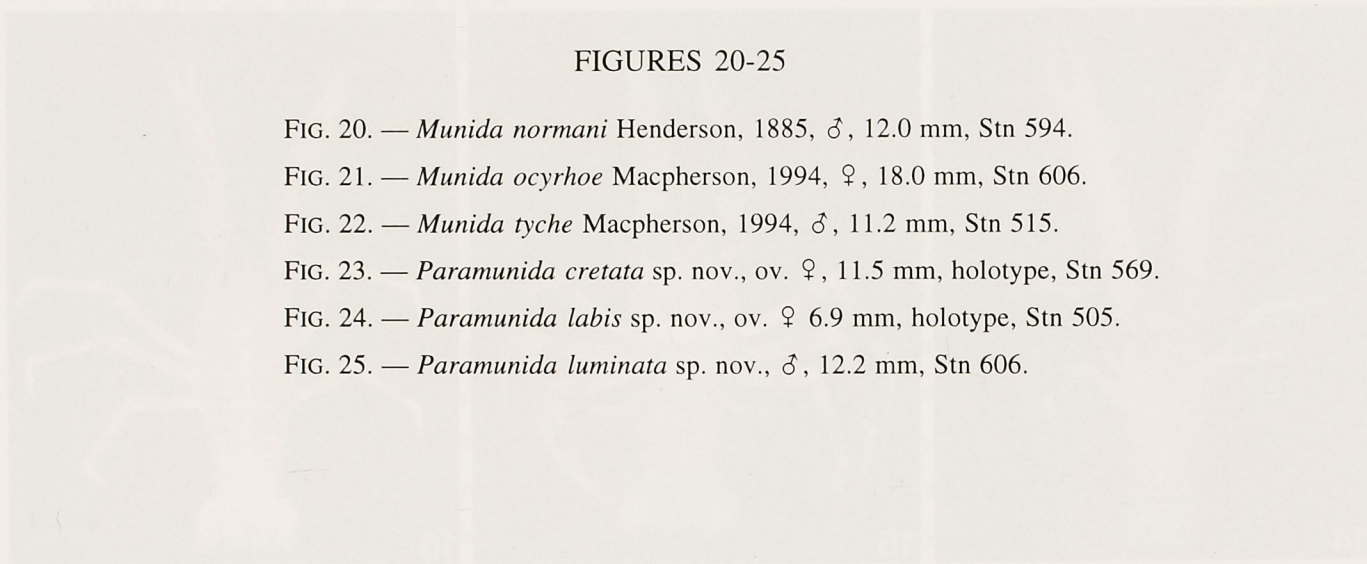 FIGURES 20-25
FIG. 20. — Munida normani Henderson, 1885, ♂, 12.0 mm, Stn 594.
FIG. 21. — Munida ocyrhoe Macpherson, 1994, ♀, 18.0 mm, Stn 606.
FIG. 22. — Munida tyche Macpherson, 1994, ♂, 11.2 mm, Stn 515.
FIG. 23. — Paramunida cretata sp. nov., ov. ♀, 11.5 mm, holotype, Stn 569.
FIG. 24. — Paramunida labis sp. nov., ov. ♀ 6.9 mm, holotype, Stn 505.
FIG. 25. — Paramunida luminata sp. nov., ♂, 12.2 mm, Stn 606.